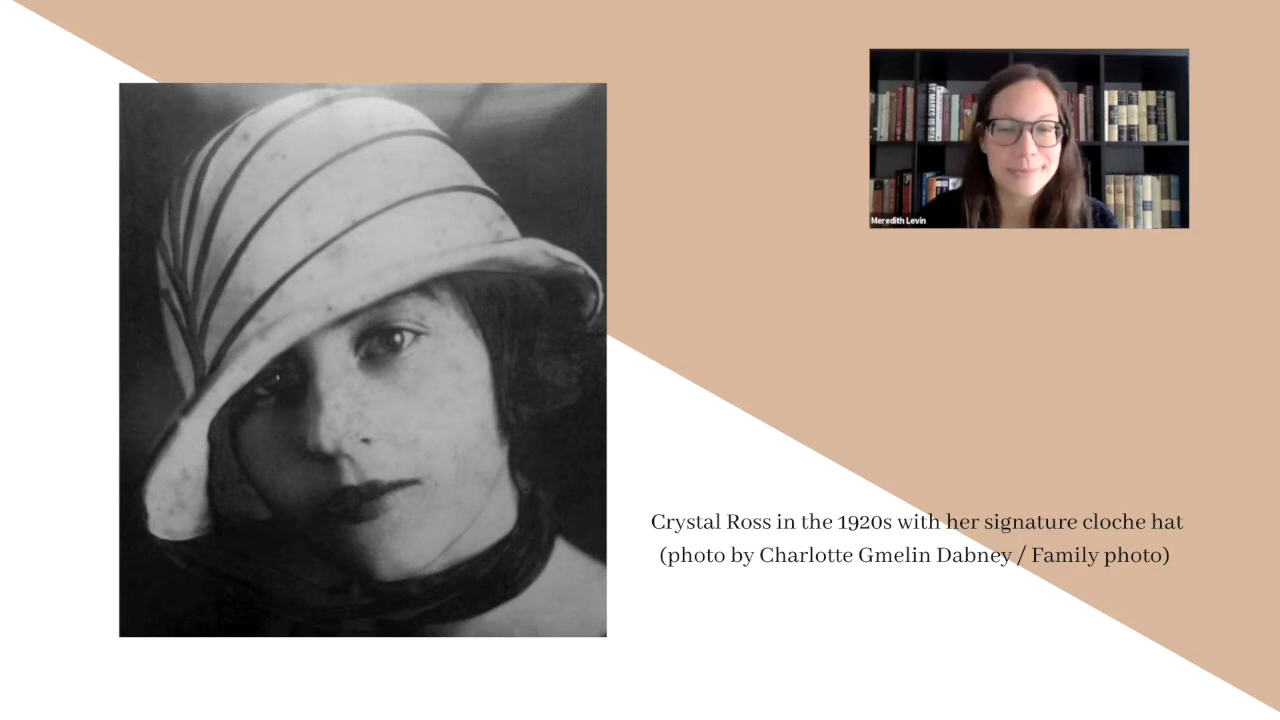 Meredith Levin
Crystal Ross in the 1920s with her signature cloche hat
(photo by Charlotte Gmelin Dabney / Family photo)